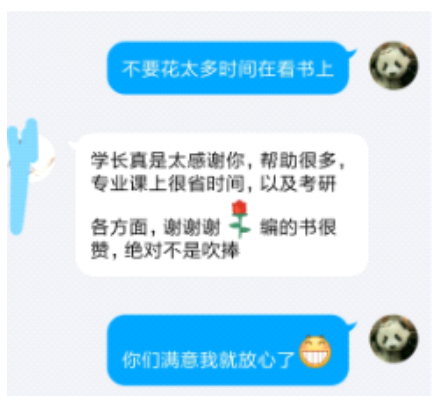 不要花太多时间在看书上
学长真是太感谢你，帮助很多，
专业课上很省时间，以及考研
各方面，谢谢谢🌹编的书很
赞，绝对不是吹捧
你们满意我就放心了😁